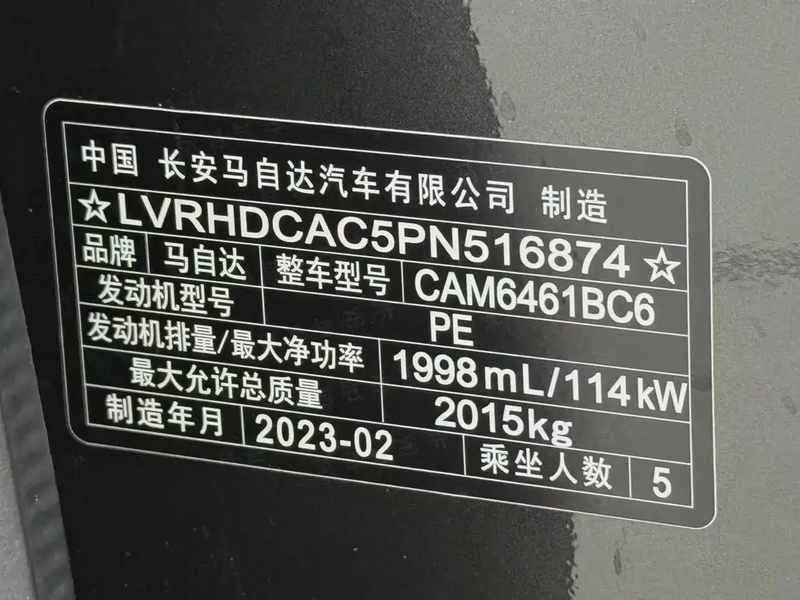 中国 长安马自达汽车有限公司 制造
☆LVRHDCAC5PN516874☆
品牌 马自达 整车型号 CAM6461BC6
发动机型号 PE
发动机排量/最大净功率 1998mL/114kW
最大允许总质量 2015kg
制造年月 2023-02 乘坐人数 5